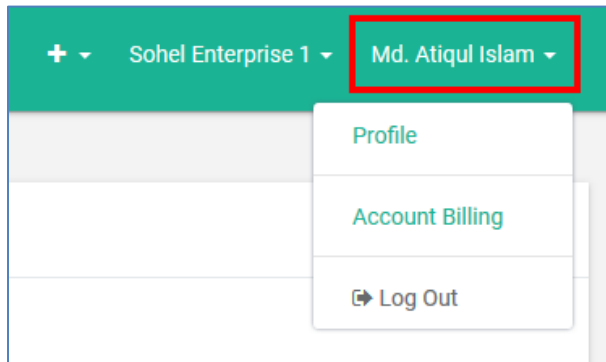 + Sohel Enterprise 1 Md. Atiqul Islam
Profile
Account Billing
Log Out